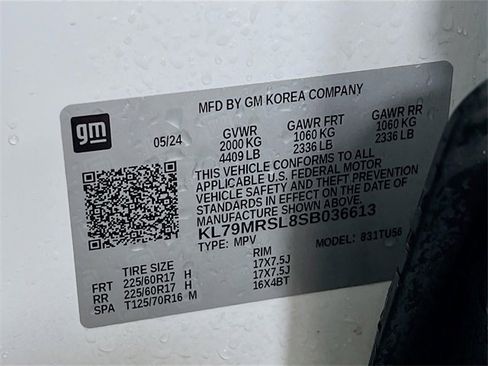 MFD BY GM KOREA COMPANY
gm
05/24
GVWR GAWR FRT GAWR RR
2000 KG 1060 KG 1060 KG
4409 LB 2336 LB 2336 LB
THIS VEHICLE CONFORMS TO ALL
APPLICABLE U.S. FEDERAL MOTOR
VEHICLE SAFETY AND THEFT PREVENTION
STANDARDS IN EFFECT ON THE DATE OF
MANUFACTURE SHOWN ABOVE.
KL79MRSL8SB036613
TYPE: MPV MODEL: 831TU56
TIRE SIZE RIM
FRT 225/60R17 H 17X7.5J
RR 225/60R17 H 17X7.5J
SPA T125/70R16 M 16X4BT